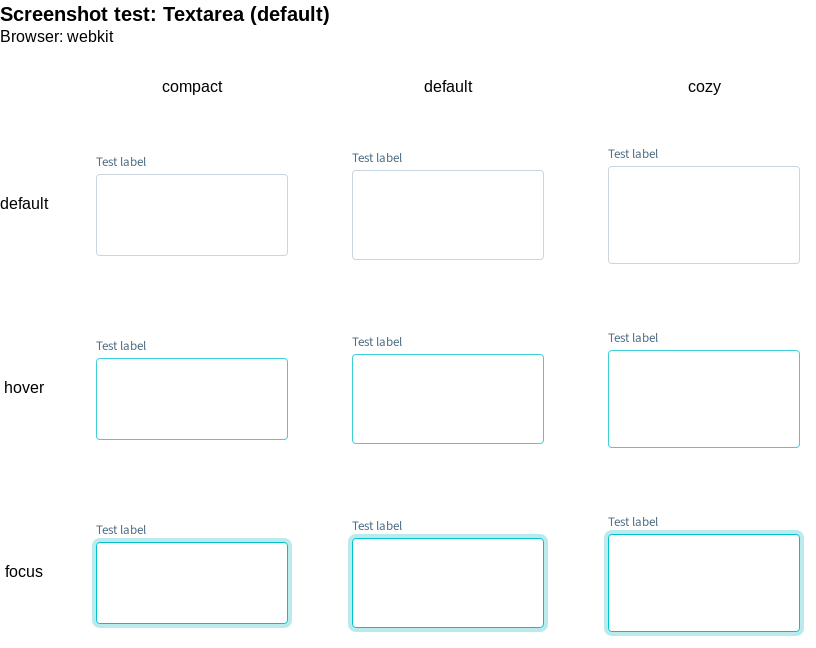 Screenshot test: Textarea (default)
Browser: webkit
compact default cozy
default Test label Test label Test label
hover Test label Test label Test label
focus Test label Test label Test label